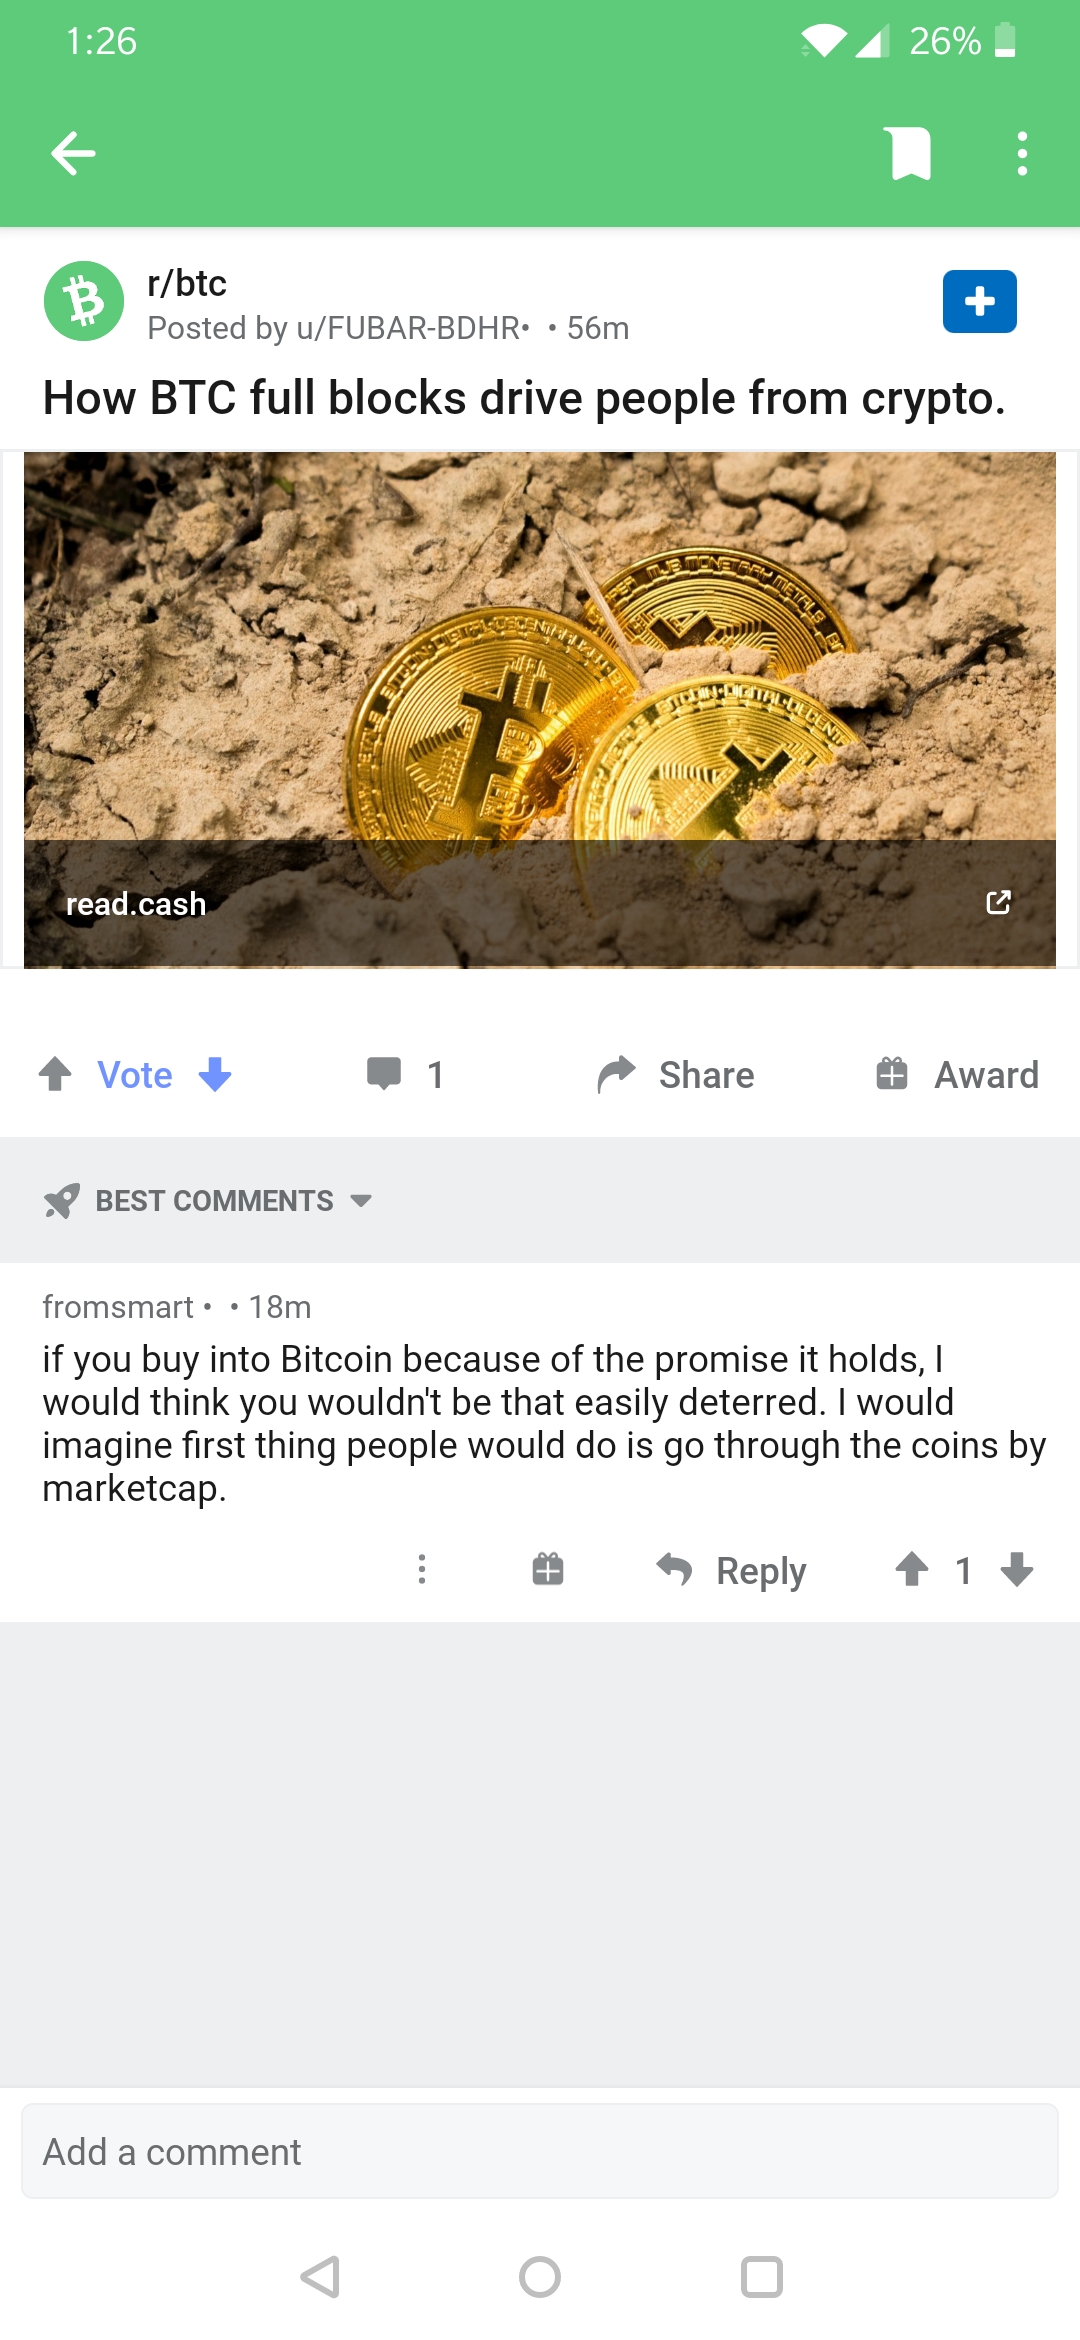 1:26
26%
r/btc
Posted by u/FUBAR-BDHR• • 56m
How BTC full blocks drive people from crypto.
read.cash
Vote
1
Share
Award
BEST COMMENTS
fromsmart • • 18m
if you buy into Bitcoin because of the promise it holds, I
would think you wouldn't be that easily deterred. I would
imagine first thing people would do is go through the coins by
marketcap.
Reply
1
Add a comment